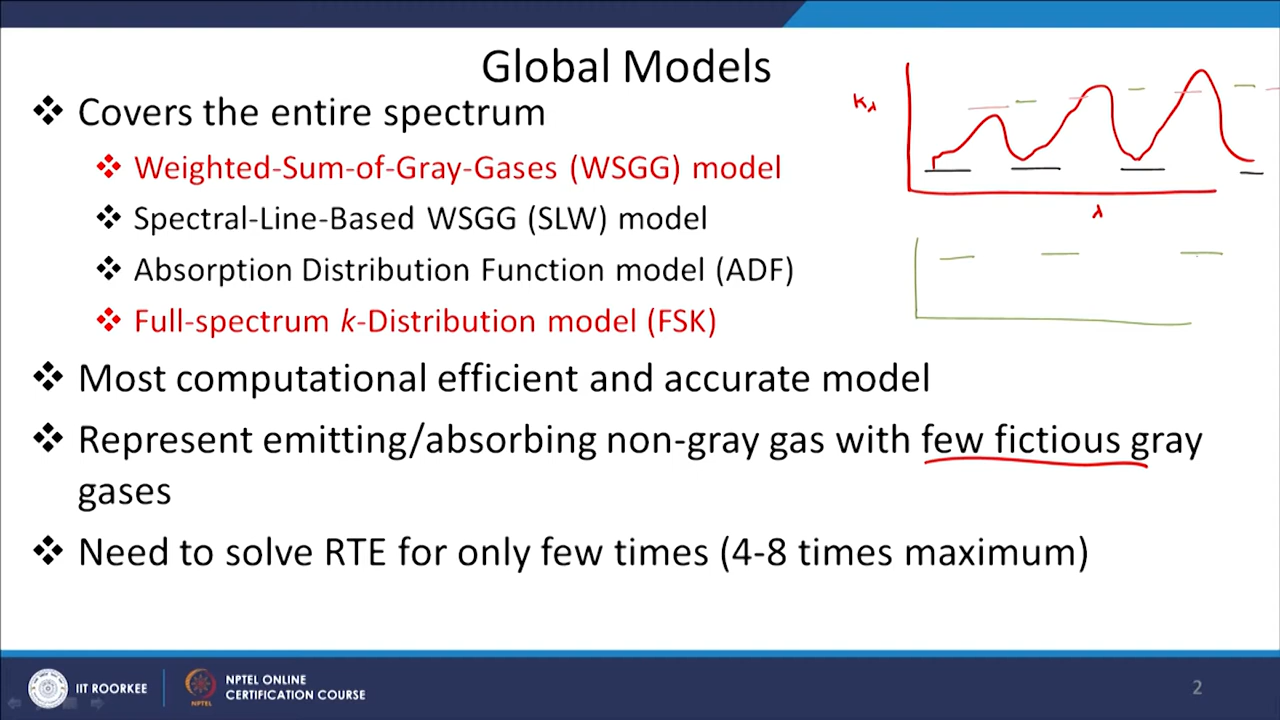 Global Models
Covers the entire spectrum
Weighted-Sum-of-Gray-Gases (WSGG) model
Spectral-Line-Based WSGG (SLW) model
Absorption Distribution Function model (ADF)
Full-spectrum k-Distribution model (FSK)
Most computational efficient and accurate model
Represent emitting/absorbing non-gray gas with few fictious gray
gases
Need to solve RTE for only few times (4-8 times maximum)
κλ
λ
IIT ROORKEE
NPTEL
NPTEL ONLINE
CERTIFICATION COURSE
2